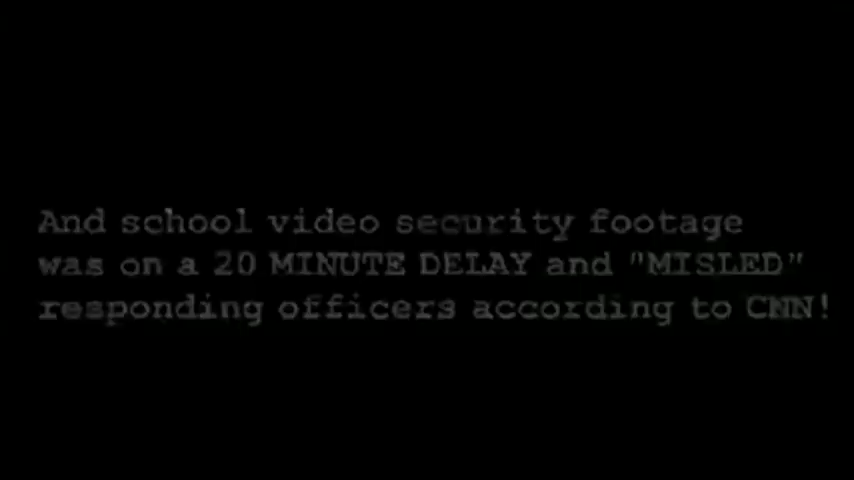 And school video security footage
was on a 20 MINUTE DELAY and "MISLED"
responding officers according to CNN!